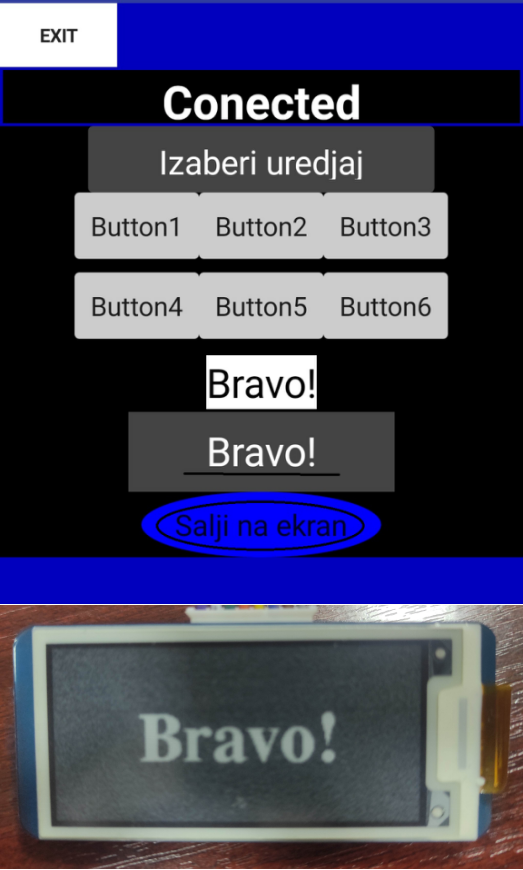 EXIT
Conected
Izaberi uredjaj
Button1 Button2 Button3
Button4 Button5 Button6
Bravo!
Bravo!
Salji na ekran
Bravo!